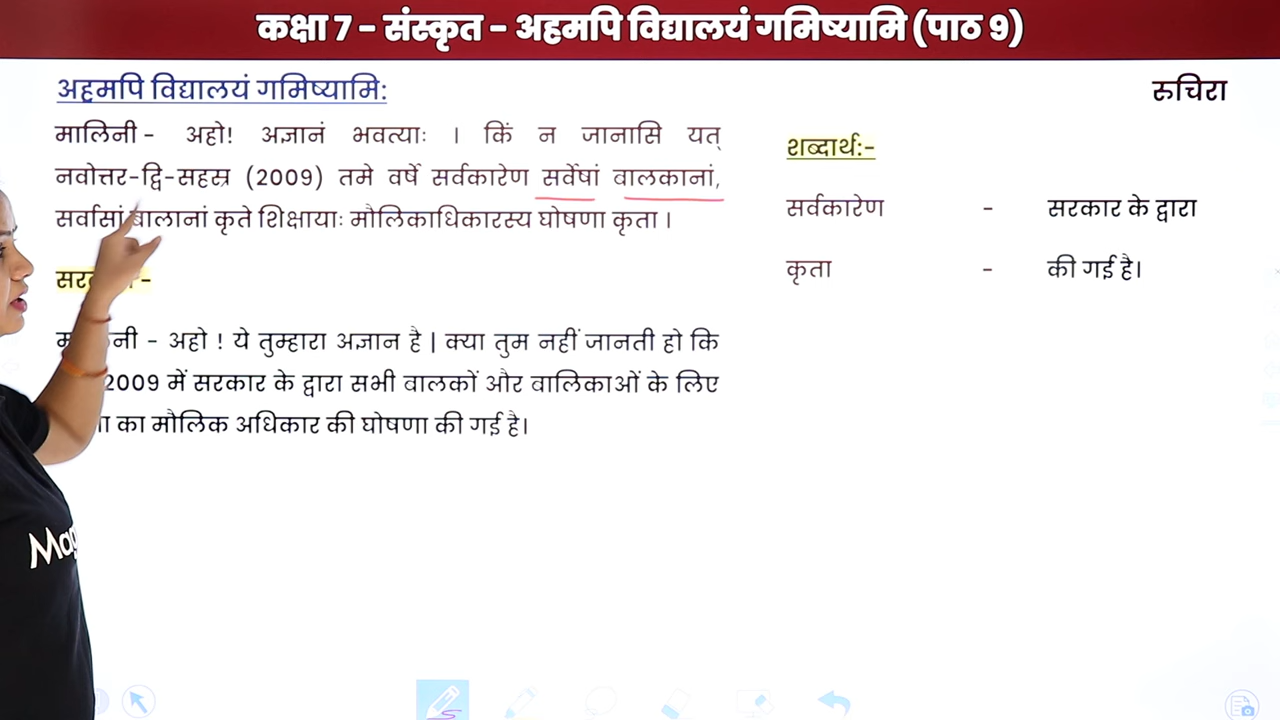 कक्षा 7 - संस्कृत - अहमपि विद्यालयं गमिष्यामि (पाठ 9)
अहमपि विद्यालयं गमिष्यामि:
रुचिरा
मालिनी - अहो! अज्ञानं भवत्याः । किं न जानासि यत्
नवोत्तर-द्वि-सहस्र (2009) तमे वर्षे सर्वकारेण सर्वेषां वालकानां,
सर्वासां बालानां कृते शिक्षायाः मौलिकाधिकारस्य घोषणा कृता ।
शब्दार्थ:-
सर्वकारेण - सरकार के द्वारा
कृता - की गई है।
- अहो ! ये तुम्हारा अज्ञान है | क्या तुम नहीं जानती हो कि
2009 में सरकार के द्वारा सभी वालकों और वालिकाओं के लिए
का मौलिक अधिकार की घोषणा की गई है।